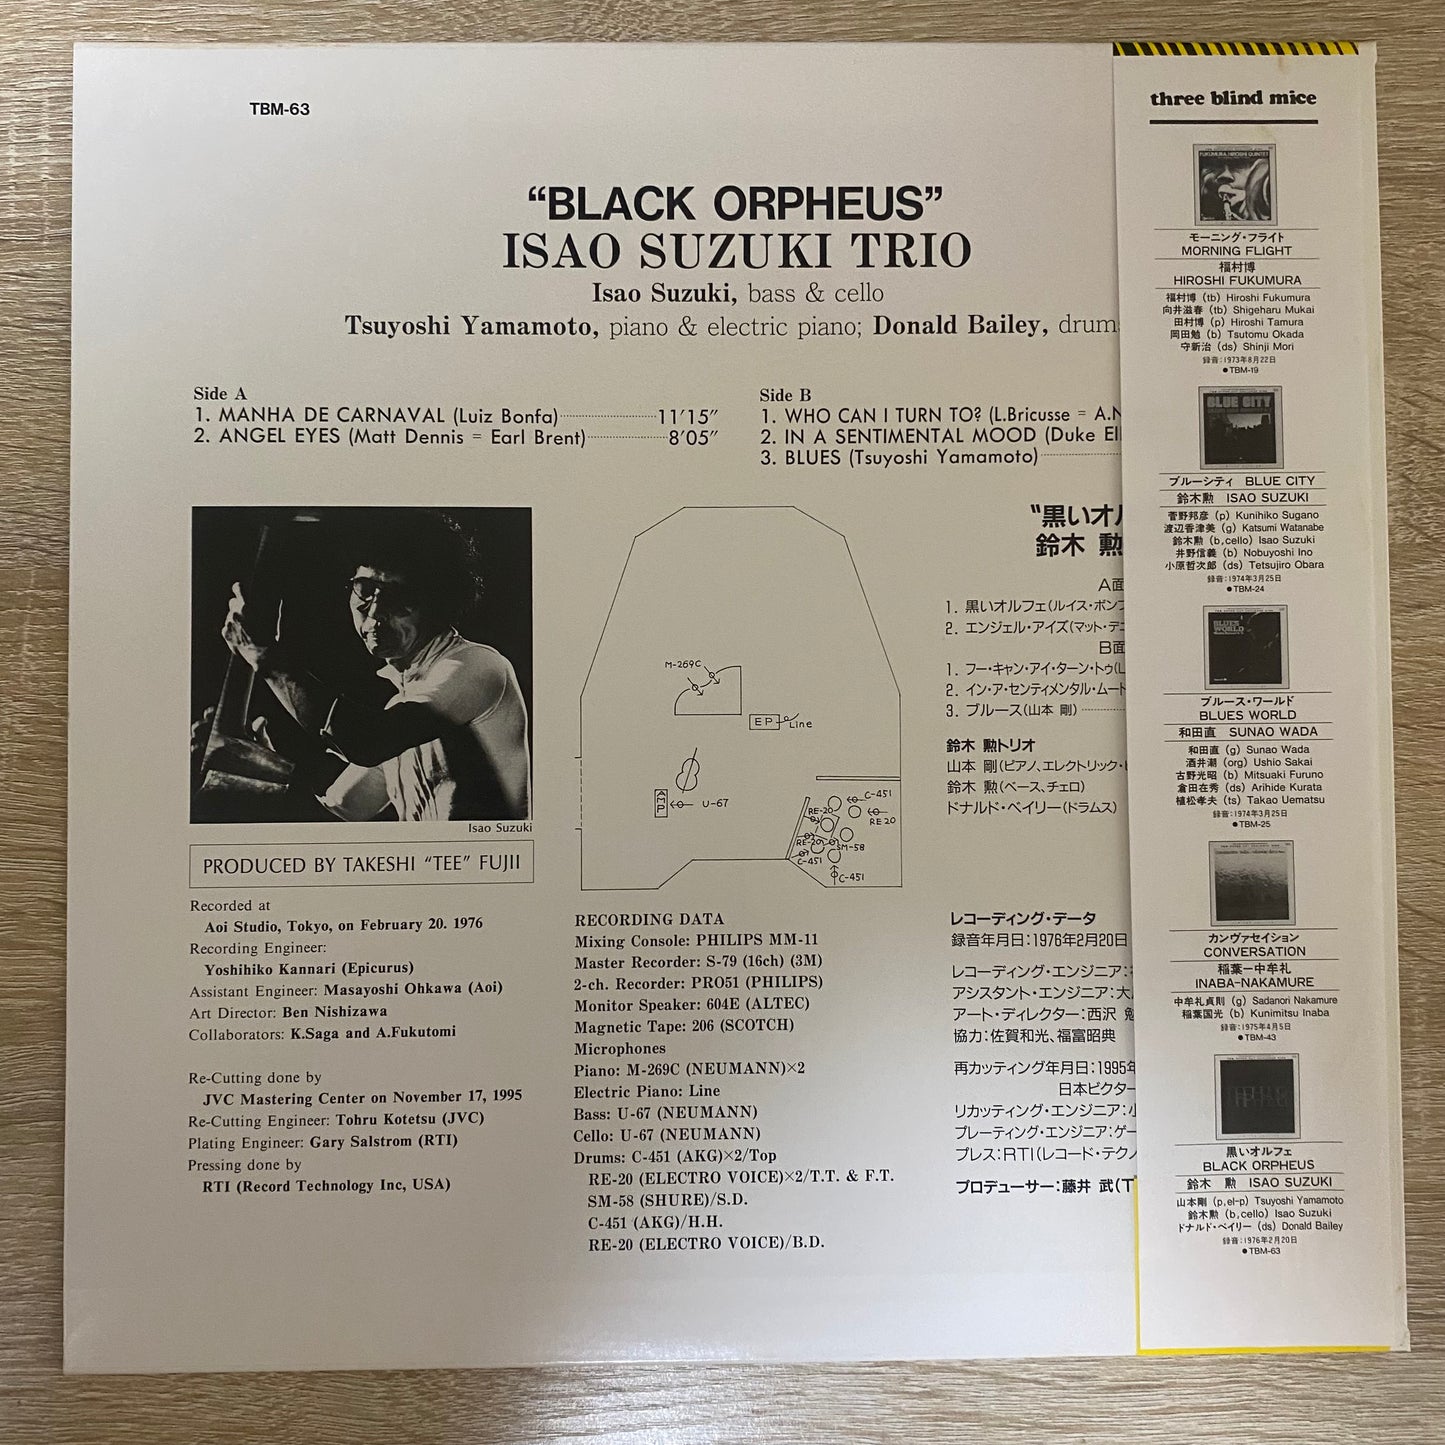 TBM-63
“BLACK ORPHEUS”
ISAO SUZUKI TRIO
Isao Suzuki, bass & cello
Tsuyoshi Yamamoto, piano & electric piano; Donald Bailey, drum
Side A
1. MANHA DE CARNAVAL (Luiz Bonfa) 11′15″
2. ANGEL EYES (Matt Dennis = Earl Brent) 8′05″
Side B
1. WHO CAN I TURN TO? (L.Bricusse = A.N
2. IN A SENTIMENTAL MOOD (Duke Ell
3. BLUES (Tsuyoshi Yamamoto)
Isao Suzuki
PRODUCED BY TAKESHI “TEE” FUJII
Recorded at
Aoi Studio, Tokyo, on February 20. 1976
Recording Engineer:
Yoshihiko Kannari (Epicurus)
Assistant Engineer: Masayoshi Ohkawa (Aoi)
Art Director: Ben Nishizawa
Collaborators: K.Saga and A.Fukutomi
Re-Cutting done by
JVC Mastering Center on November 17, 1995
Re-Cutting Engineer: Tohru Kotetsu (JVC)
Plating Engineer: Gary Salstrom (RTI)
Pressing done by
RTI (Record Technology Inc, USA)
M-269C
EP Line
AMP U-67
C-451
RE-20
RE 20
RE-20
SM-58
C-451
C-451
RECORDING DATA
Mixing Console: PHILIPS MM-11
Master Recorder: S-79 (16ch) (3M)
2-ch. Recorder: PRO51 (PHILIPS)
Monitor Speaker: 604E (ALTEC)
Magnetic Tape: 206 (SCOTCH)
Microphones
Piano: M-269C (NEUMANN)×2
Electric Piano: Line
Bass: U-67 (NEUMANN)
Cello: U-67 (NEUMANN)
Drums: C-451 (AKG)×2/Top
RE-20 (ELECTRO VOICE)×2/T.T. & F.T.
SM-58 (SHURE)/S.D.
C-451 (AKG)/H.H.
RE-20 (ELECTRO VOICE)/B.D.
“黒いオル
鈴木 勲
A面
1. 黒いオルフェ(ルイス・ボンフ
2. エンジェル・アイズ(マット・デ
B面
1. フー・キャン・アイ・ターン・トゥ(L
2. イン・ア・センティメンタル・ムード
3. ブルース(山本 剛)
鈴木 勲トリオ
山本 剛(ピアノ、エレクトリック・
鈴木 勲(ベース、チェロ)
ドナルド・ベイリー(ドラムス)
レコーディング・データ
録音年月日:1976年2月20日
レコーディング・エンジニア:
アシスタント・エンジニア:大
アート・ディレクター:西沢 勉
協力:佐賀和光、福富昭典
再カッティング年月日:1995年
日本ビクター
リカッティング・エンジニア:小
プレーティング・エンジニア:ゲー
プレス:RTI(レコード・テクノ
プロデューサー:藤井 武(T
three blind mice
モーニング・フライト
MORNING FLIGHT
福村博
HIROSHI FUKUMURA
福村博 (tb) Hiroshi Fukumura
向井滋春 (tb) Shigeharu Mukai
田村博 (p) Hiroshi Tamura
岡田勉 (b) Tsutomu Okada
守新治 (ds) Shinji Mori
録音:1973年8月22日
●TBM-19
BLUE CITY
ブルーシティ BLUE CITY
鈴木勲 ISAO SUZUKI
菅野邦彦 (p) Kunihiko Sugano
渡辺香津美 (g) Katsumi Watanabe
鈴木勲 (b,cello) Isao Suzuki
井野信義 (b) Nobuyoshi Ino
小原哲次郎 (ds) Tetsujiro Obara
録音:1974年3月25日
●TBM-24
BLUES
WORLD
ブルース・ワールド
BLUES WORLD
和田直 SUNAO WADA
和田直 (g) Sunao Wada
酒井潮 (org) Ushio Sakai
古野光昭 (b) Mitsuaki Furuno
倉田在秀 (ds) Arihide Kurata
植松孝夫 (ts) Takao Uematsu
録音:1974年3月25日
●TBM-25
カンヴァセイション
CONVERSATION
稲葉一中牟礼
INABA-NAKAMURE
中牟礼貞則 (g) Sadanori Nakamure
稲葉国光 (b) Kunimitsu Inaba
録音:1975年4月5日
●TBM-43
黒いオルフェ
BLACK ORPHEUS
鈴木 勲 ISAO SUZUKI
山本剛 (p,el-p) Tsuyoshi Yamamoto
鈴木勲 (b,cello) Isao Suzuki
ドナルド・ベイリー (ds) Donald Bailey
録音:1976年2月20日
●TBM-63